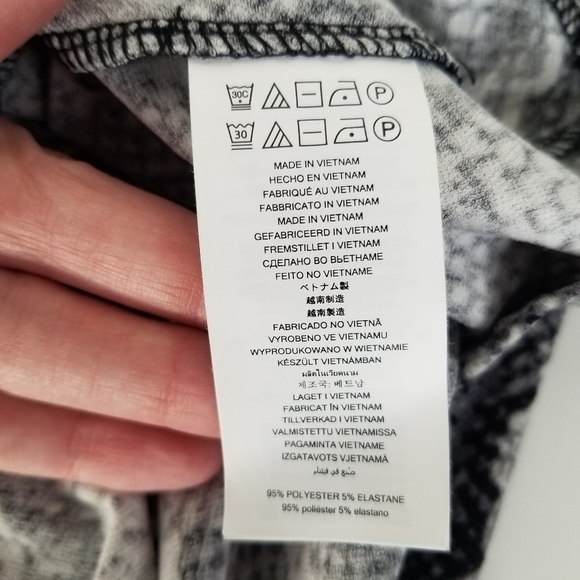 30C P
30 P
MADE IN VIETNAM
HECHO EN VIETNAM
FABRIQUÉ AU VIETNAM
FABBRICATO IN VIETNAM
MADE IN VIETNAM
GEFABRICEERD IN VIETNAM
FREMSTILLET I VIETNAM
СДЕЛАНО ВО ВЬЕТНАМЕ
FEITO NO VIETNAME
ベトナム製
越南制造
越南製造
FABRICADO NO VIETNÃ
VYROBENO VE VIETNAMU
WYPRODUKOWANO W WIETNAMIE
KÉSZÜLT VIETNÁMBAN
ผลิตในเวียดนาม
제조국: 베트남
LAGET I VIETNAM
FABRICAT ÎN VIETNAM
TILLVERKAD I VIETNAM
VALMISTETTU VIETNAMISSA
PAGAMINTA VIETNAME
IZGATAVOTS VJETNAMĀ
صنع في فيتنام
95% POLYESTER 5% ELASTANE
95% poliéster 5% elastano